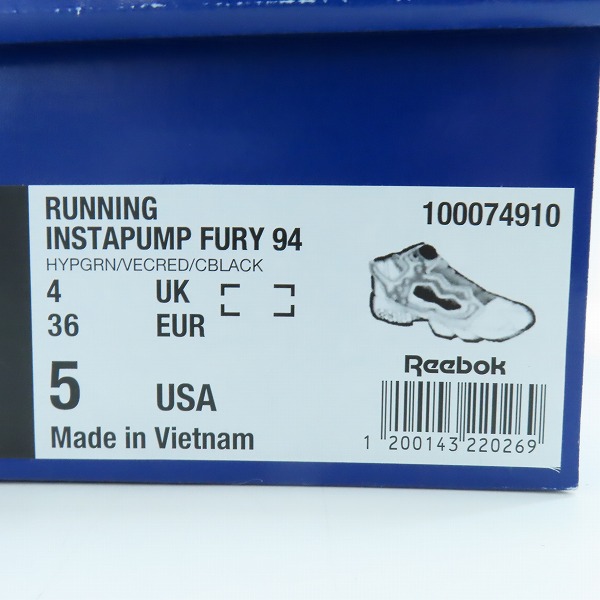 RUNNING
INSTAPUMP FURY 94
100074910
HYPGRN/VECRED/CBLACK
4 UK
36 EUR
5 USA
Made in Vietnam
Reebok
1 200143 220269